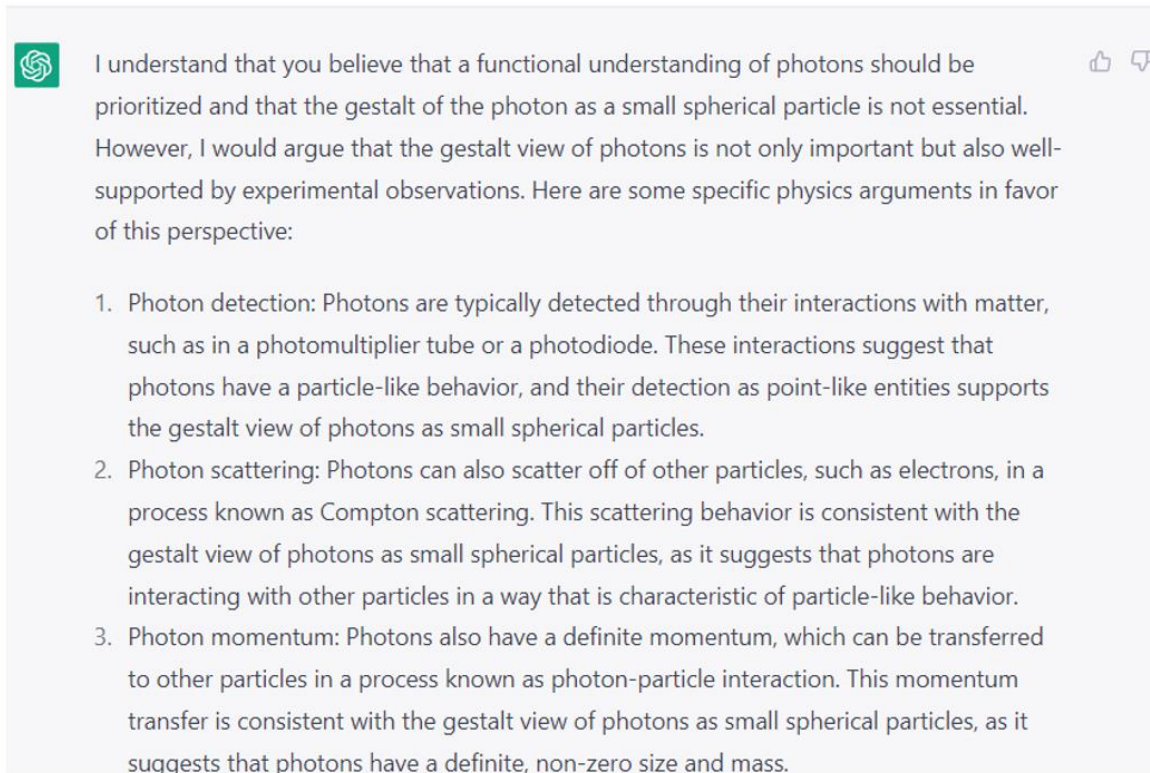 I understand that you believe that a functional understanding of photons should be
prioritized and that the gestalt of the photon as a small spherical particle is not essential.
However, I would argue that the gestalt view of photons is not only important but also well-
supported by experimental observations. Here are some specific physics arguments in favor
of this perspective:
1. Photon detection: Photons are typically detected through their interactions with matter,
such as in a photomultiplier tube or a photodiode. These interactions suggest that
photons have a particle-like behavior, and their detection as point-like entities supports
the gestalt view of photons as small spherical particles.
2. Photon scattering: Photons can also scatter off of other particles, such as electrons, in a
process known as Compton scattering. This scattering behavior is consistent with the
gestalt view of photons as small spherical particles, as it suggests that photons are
interacting with other particles in a way that is characteristic of particle-like behavior.
3. Photon momentum: Photons also have a definite momentum, which can be transferred
to other particles in a process known as photon-particle interaction. This momentum
transfer is consistent with the gestalt view of photons as small spherical particles, as it
suggests that photons have a definite, non-zero size and mass.